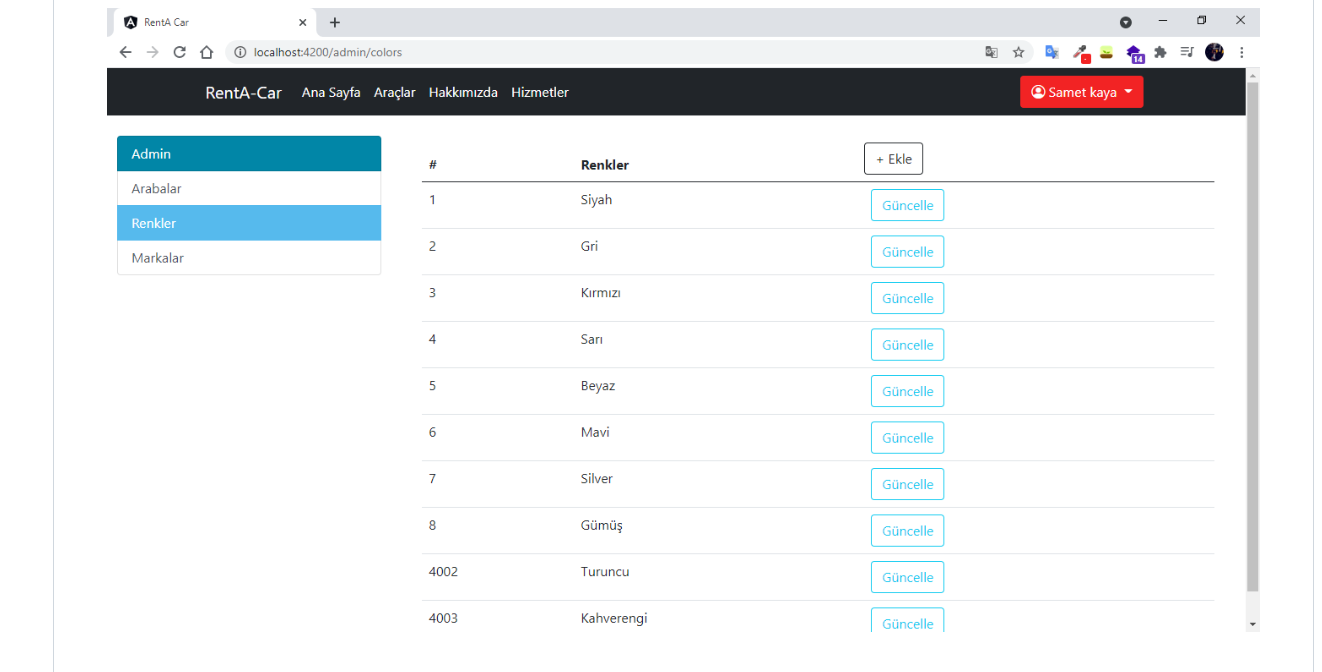 RentA Car
localhost:4200/admin/colors
14
RentA-Car Ana Sayfa Araçlar Hakkımızda Hizmetler Samet kaya
Admin
Arabalar
Renkler
Markalar
# Renkler + Ekle
1 Siyah Güncelle
2 Gri Güncelle
3 Kırmızı Güncelle
4 Sarı Güncelle
5 Beyaz Güncelle
6 Mavi Güncelle
7 Silver Güncelle
8 Gümüş Güncelle
4002 Turuncu Güncelle
4003 Kahverengi Güncelle